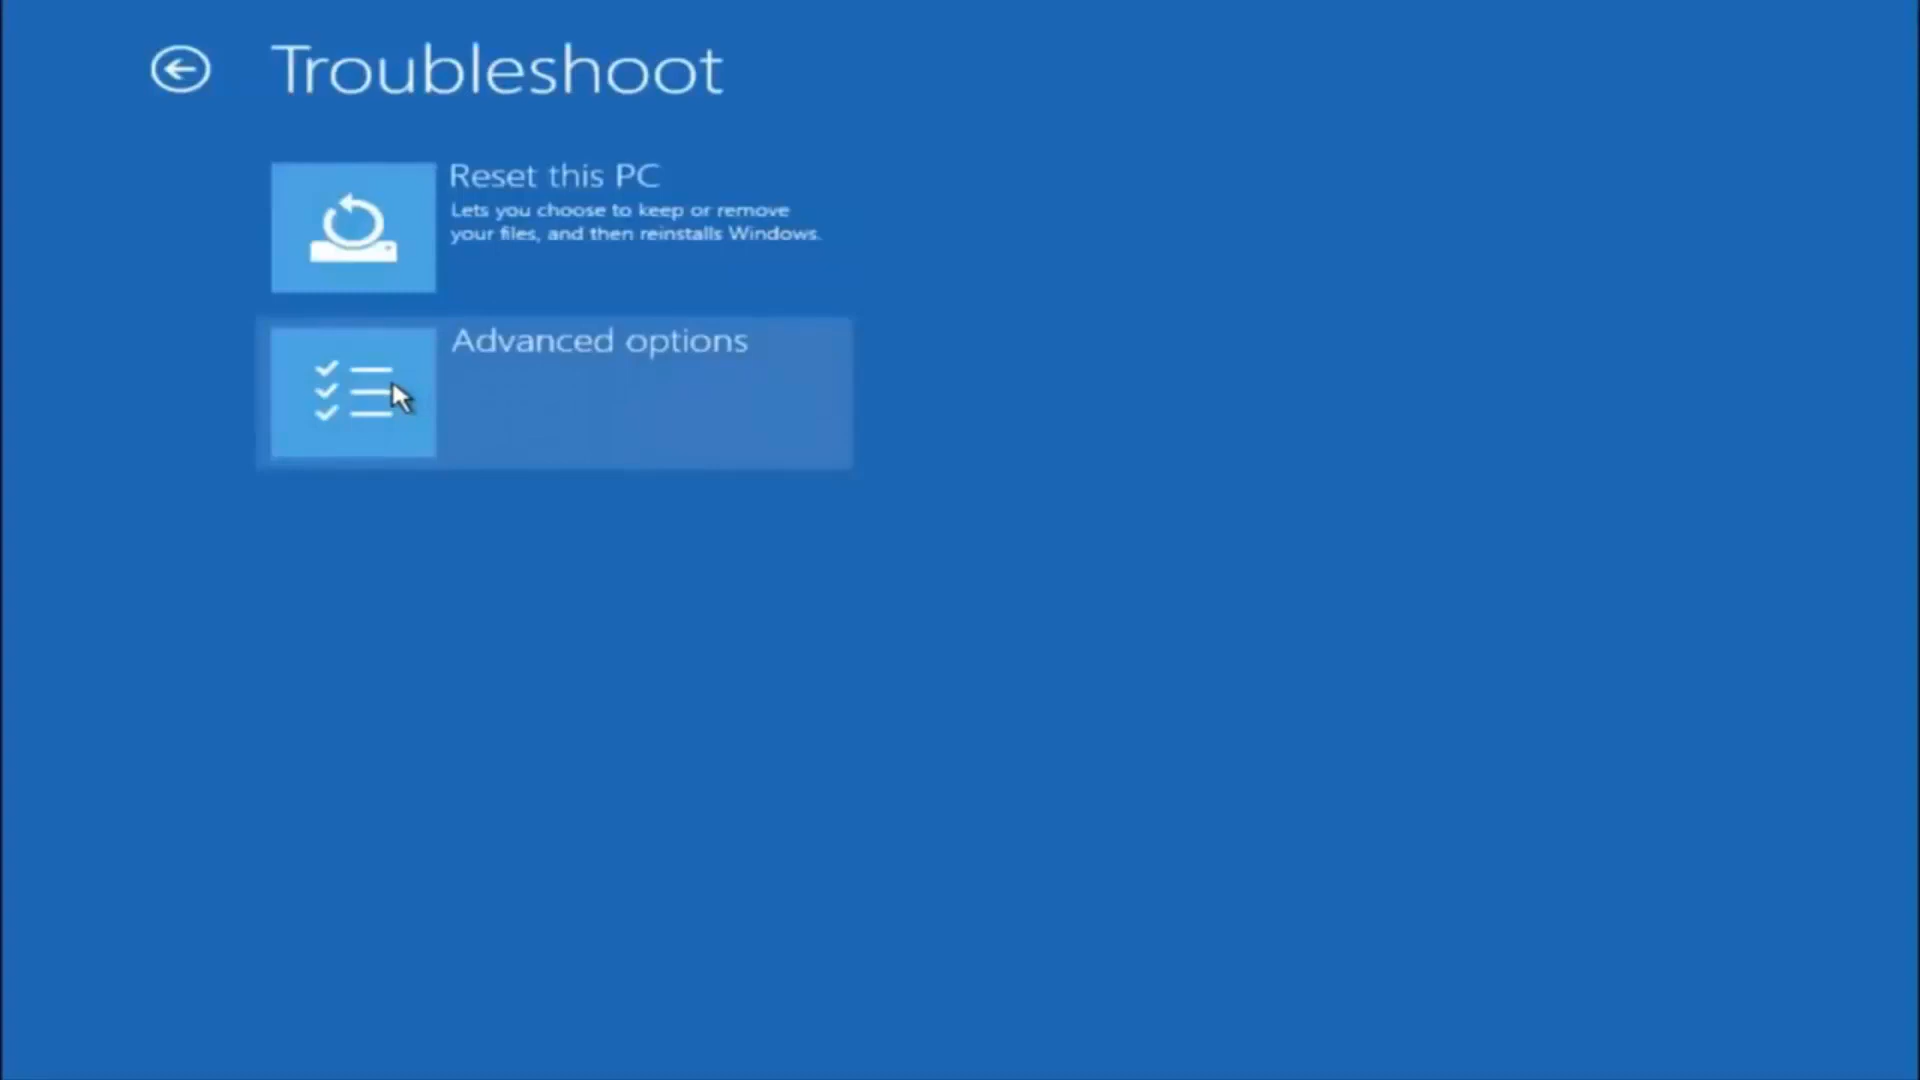 Troubleshoot
Reset this PC
Lets you choose to keep or remove
your files, and then reinstalls Windows.
Advanced options